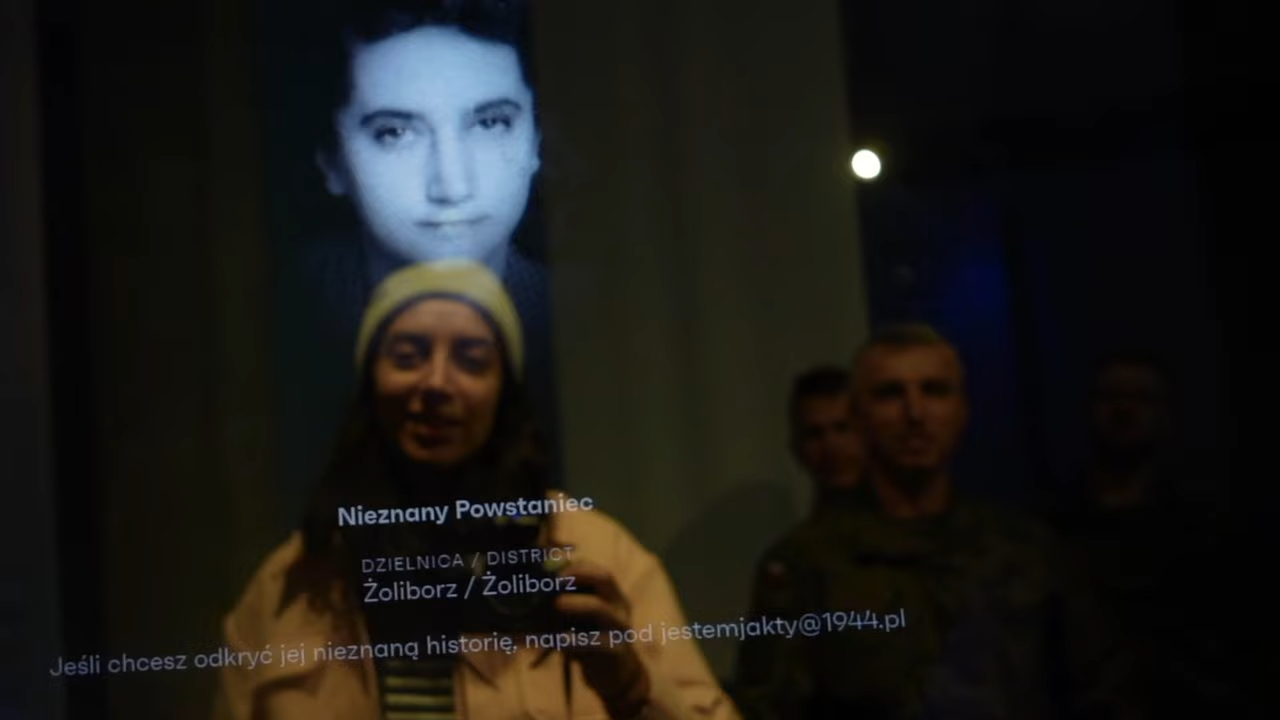 Nieznany Powstaniec
DZIELNICA / DISTRICT
Żoliborz / Żoliborz
Jeśli chcesz odkryć jej nieznaną historię, napisz pod jestemjakty@1944.pl